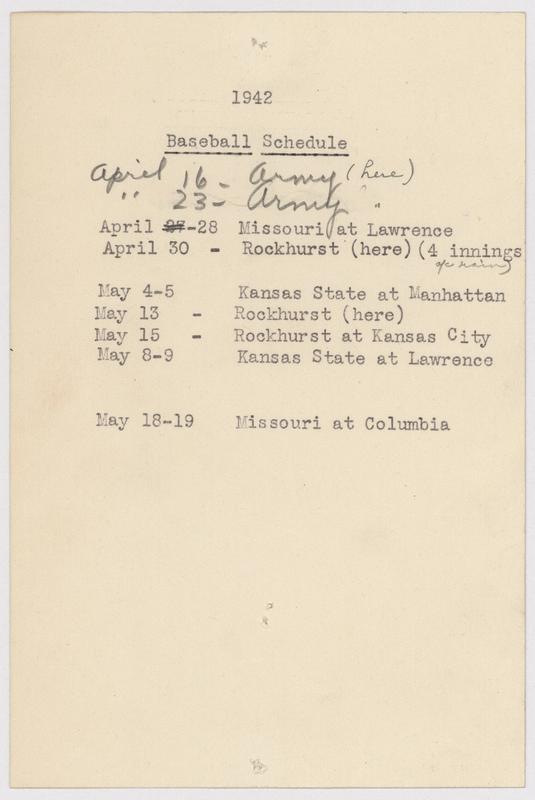 1942
Baseball Schedule
April 16 - Army (here)
" 23 - Army " "
April 27-28 Missouri at Lawrence
April 30 - Rockhurst (here) (4 innings
rain)
May 4-5 Kansas State at Manhattan
May 13 - Rockhurst (here)
May 15 - Rockhurst at Kansas City
May 8-9 Kansas State at Lawrence
May 18-19 Missouri at Columbia